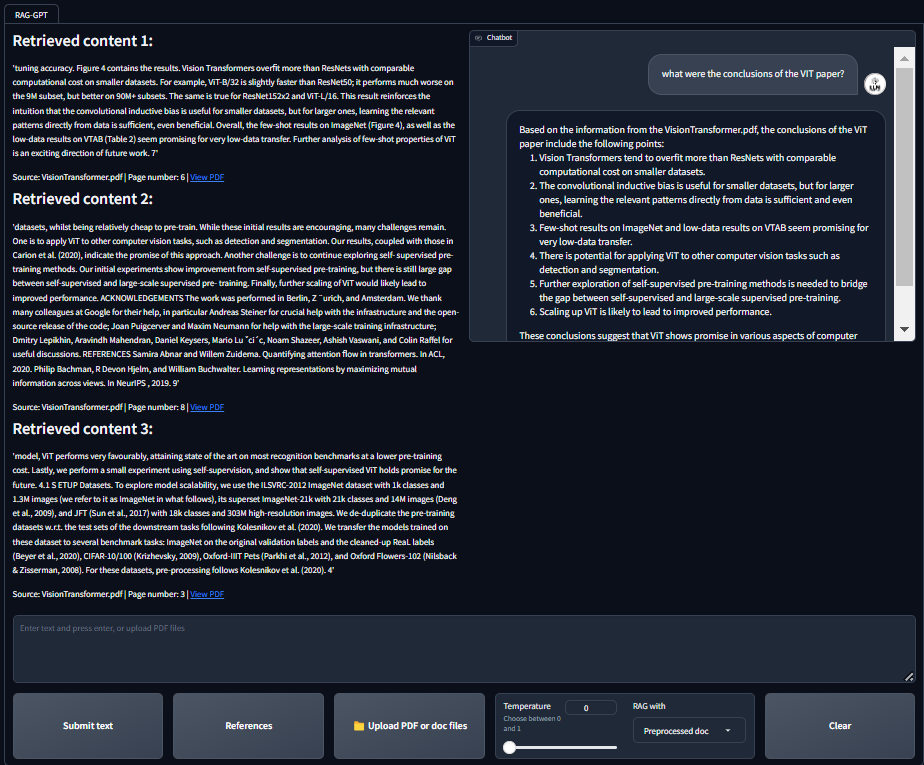 RAG-GPT
Retrieved content 1:
'tuning accuracy. Figure 4 contains the results. Vision Transformers overfit more than ResNets with comparable
computational cost on smaller datasets. For example, ViT-B/32 is slightly faster than ResNet50; it performs much worse on
the 9M subset, but better on 90M+ subsets. The same is true for ResNet152x2 and ViT-L/16. This result reinforces the
intuition that the convolutional inductive bias is useful for smaller datasets, but for larger ones, learning the relevant
patterns directly from data is sufficient, even beneficial. Overall, the few-shot results on ImageNet (Figure 4), as well as the
low-data results on VTAB (Table 2) seem promising for very low-data transfer. Further analysis of few-shot properties of ViT
is an exciting direction of future work. 7'
Source: VisionTransformer.pdf | Page number: 6 | View PDF
Retrieved content 2:
'datasets, whilst being relatively cheap to pre-train. While these initial results are encouraging, many challenges remain.
One is to apply ViT to other computer vision tasks, such as detection and segmentation. Our results, coupled with those in
Carion et al. (2020), indicate the promise of this approach. Another challenge is to continue exploring self- supervised pre-
training methods. Our initial experiments show improvement from self-supervised pre-training, but there is still large gap
between self-supervised and large-scale supervised pre- training. Finally, further scaling of ViT would likely lead to
improved performance. ACKNOWLEDGEMENTS The work was performed in Berlin, Z ¨urich, and Amsterdam. We thank
many colleagues at Google for their help, in particular Andreas Steiner for crucial help with the infrastructure and the open-
source release of the code; Joan Puigcerver and Maxim Neumann for help with the large-scale training infrastructure;
Dmitry Lepikhin, Aravindh Mahendran, Daniel Keysers, Mario Lu ˇci ´c, Noam Shazeer, Ashish Vaswani, and Colin Raffel for
useful discussions. REFERENCES Samira Abnar and Willem Zuidema. Quantifying attention flow in transformers. In ACL,
2020. Philip Bachman, R Devon Hjelm, and William Buchwalter. Learning representations by maximizing mutual
information across views. In NeurIPS , 2019. 9'
Source: VisionTransformer.pdf | Page number: 8 | View PDF
Retrieved content 3:
'model, ViT performs very favourably, attaining state of the art on most recognition benchmarks at a lower pre-training
cost. Lastly, we perform a small experiment using self-supervision, and show that self-supervised ViT holds promise for the
future. 4.1 S ETUP Datasets. To explore model scalability, we use the ILSVRC-2012 ImageNet dataset with 1k classes and
1.3M images (we refer to it as ImageNet in what follows), its superset ImageNet-21k with 21k classes and 14M images (Deng
et al., 2009), and JFT (Sun et al., 2017) with 18k classes and 303M high-resolution images. We de-duplicate the pre-training
datasets w.r.t. the test sets of the downstream tasks following Kolesnikov et al. (2020). We transfer the models trained on
these dataset to several benchmark tasks: ImageNet on the original validation labels and the cleaned-up ReaL labels
(Beyer et al., 2020), CIFAR-10/100 (Krizhevsky, 2009), Oxford-IIIT Pets (Parkhi et al., 2012), and Oxford Flowers-102 (Nilsback
& Zisserman, 2008). For these datasets, pre-processing follows Kolesnikov et al. (2020). 4'
Source: VisionTransformer.pdf | Page number: 3 | View PDF
Chatbot
what were the conclusions of the VIT paper?
Based on the information from the VisionTransformer.pdf, the conclusions of the ViT
paper include the following points:
1. Vision Transformers tend to overfit more than ResNets with comparable
computational cost on smaller datasets.
2. The convolutional inductive bias is useful for smaller datasets, but for larger
ones, learning the relevant patterns directly from data is sufficient and even
beneficial.
3. Few-shot results on ImageNet and low-data results on VTAB seem promising for
very low-data transfer.
4. There is potential for applying ViT to other computer vision tasks such as
detection and segmentation.
5. Further exploration of self-supervised pre-training methods is needed to bridge
the gap between self-supervised and large-scale supervised pre-training.
6. Scaling up ViT is likely to lead to improved performance.
These conclusions suggest that ViT shows promise in various aspects of computer
Enter text and press enter, or upload PDF files
Submit text
References
Upload PDF or doc files
Temperature
0
Choose between 0
and 1
RAG with
Preprocessed doc
Clear